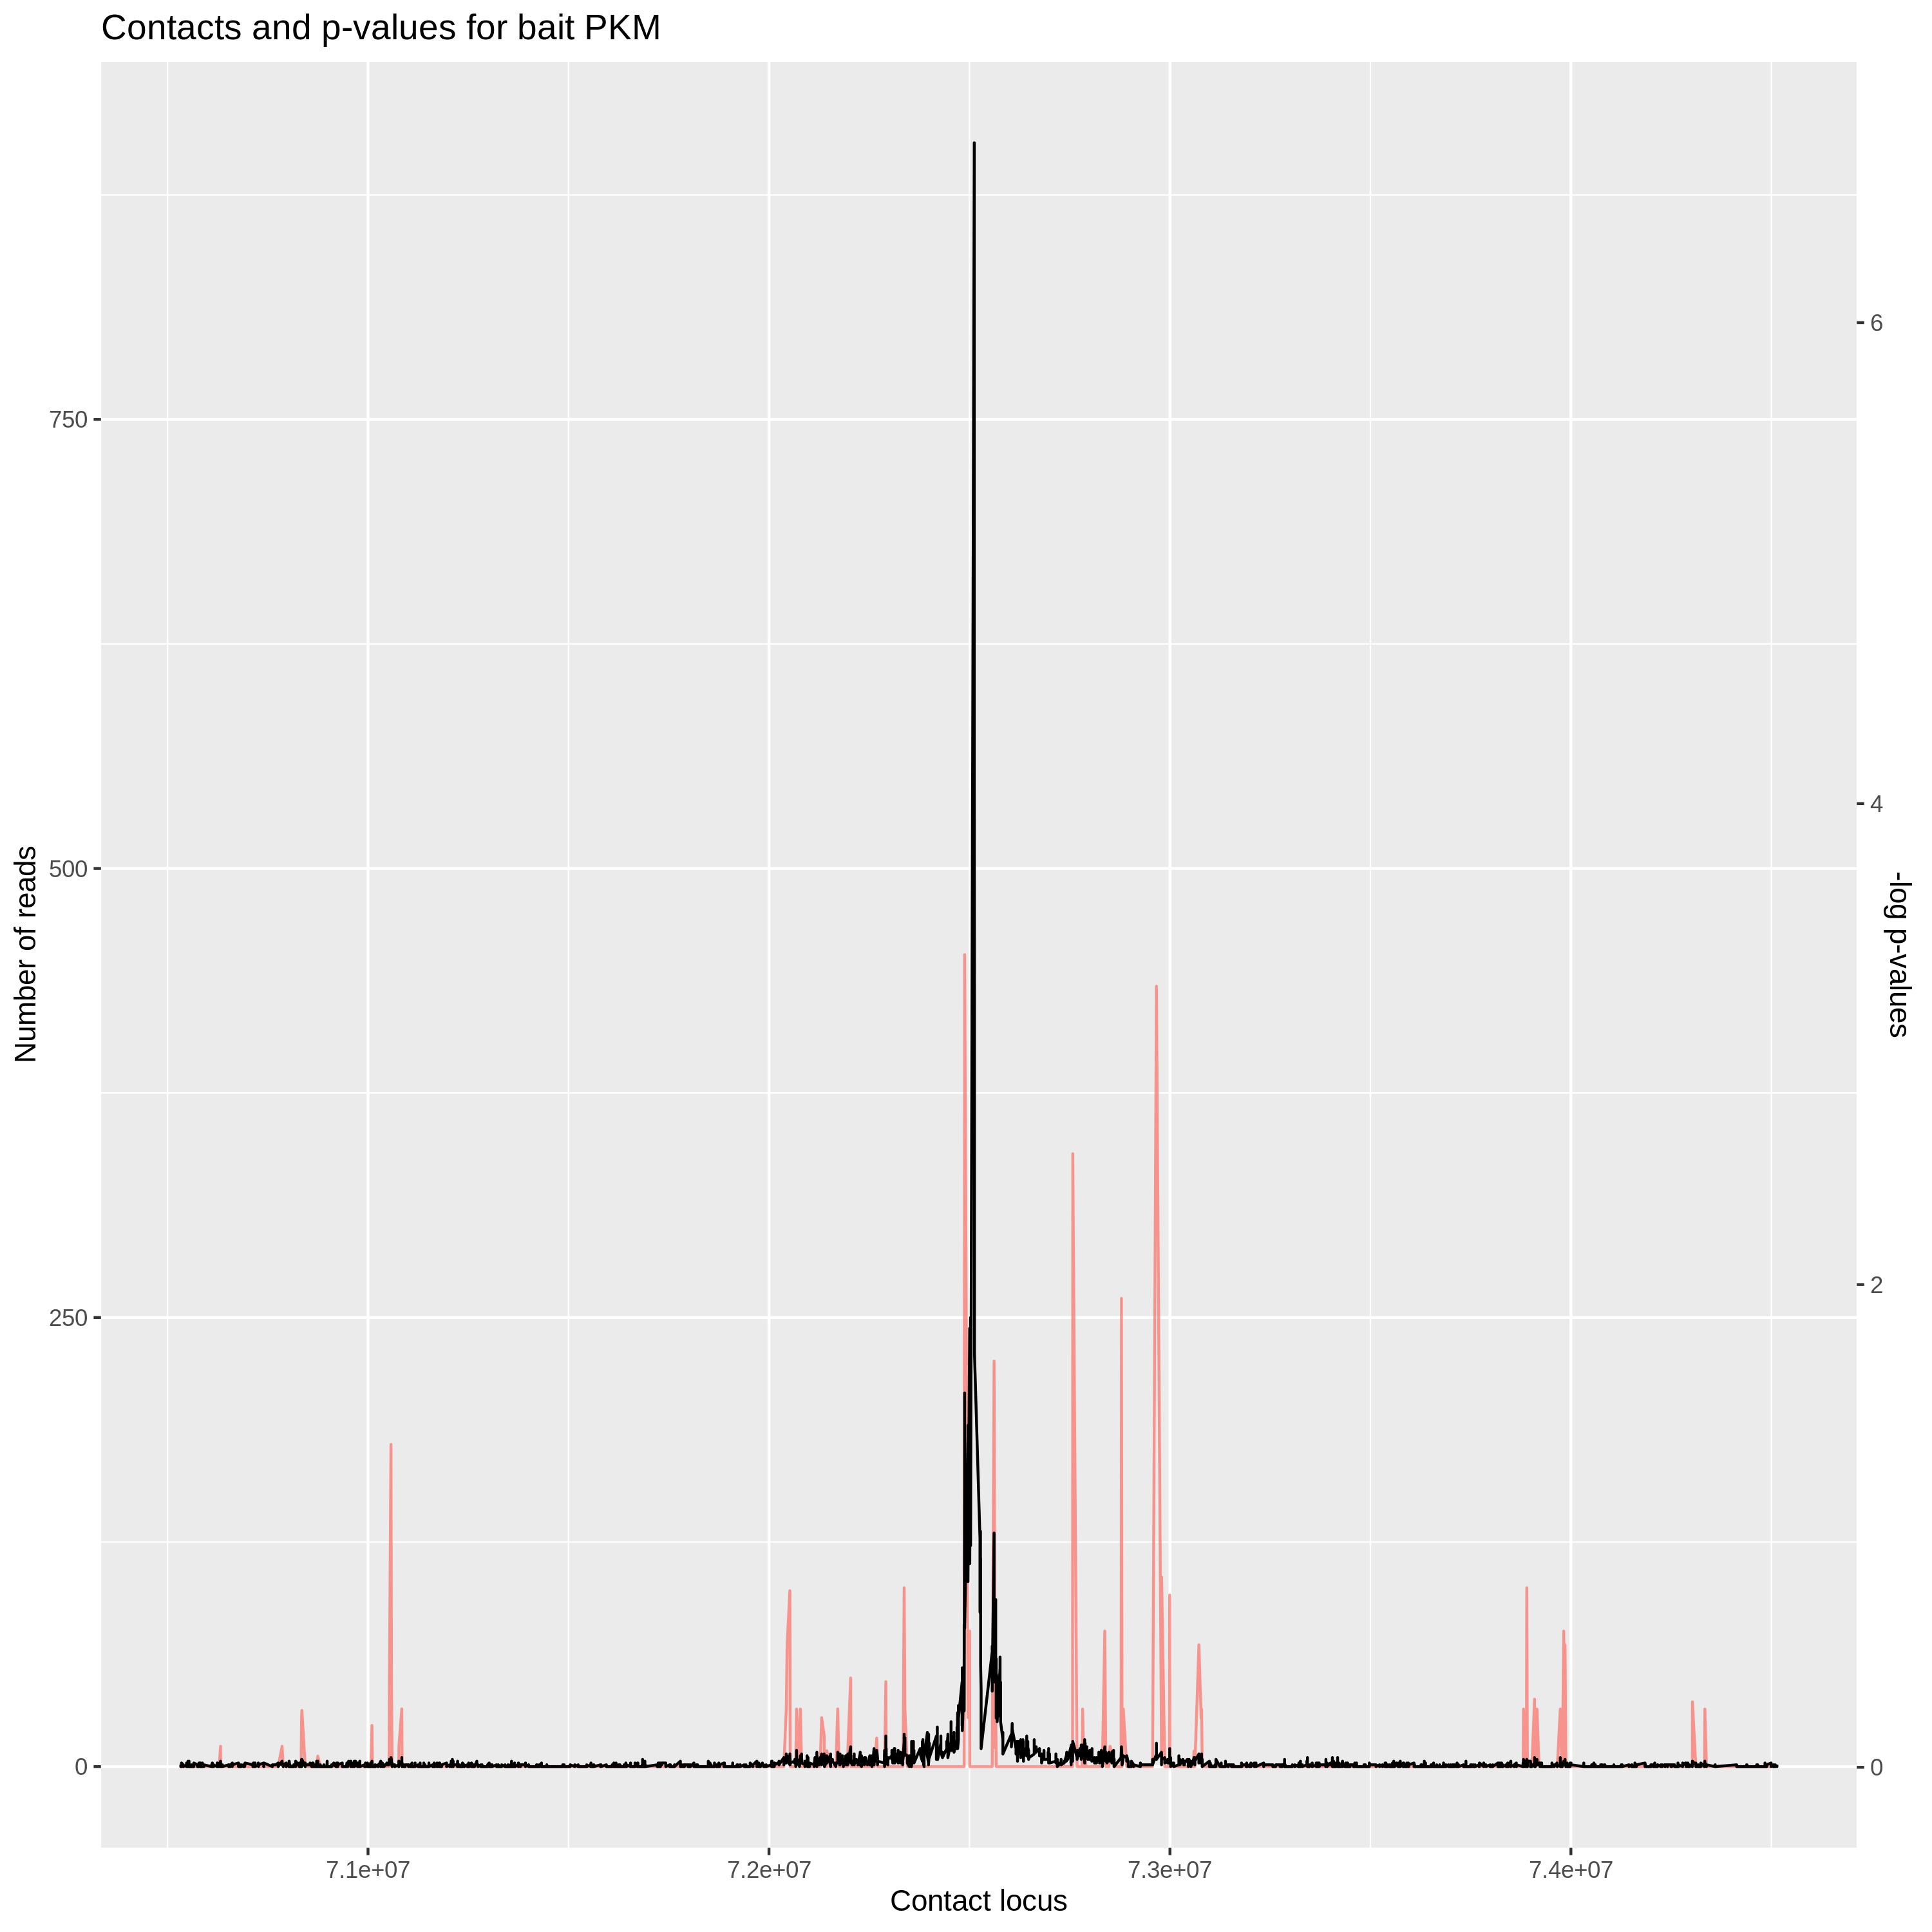 Contacts and p-values for bait PKM
Number of reads
750
500
250
0
6
4
2
0
-log p-values
7.1e+07
7.2e+07
7.3e+07
7.4e+07
Contact locus